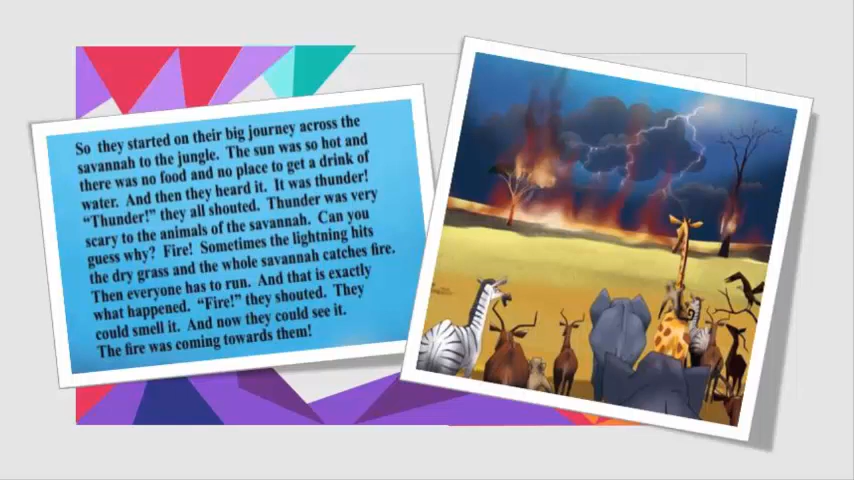 So they started on their big journey across the
savannah to the jungle. The sun was so hot and
there was no food and no place to get a drink of
water. And then they heard it. It was thunder!
“Thunder!” they all shouted. Thunder was very
scary to the animals of the savannah. Can you
guess why? Fire! Sometimes the lightning hits
the dry grass and the whole savannah catches fire.
Then everyone has to run. And that is exactly
what happened. “Fire!” they shouted. They
could smell it. And now they could see it.
The fire was coming towards them!